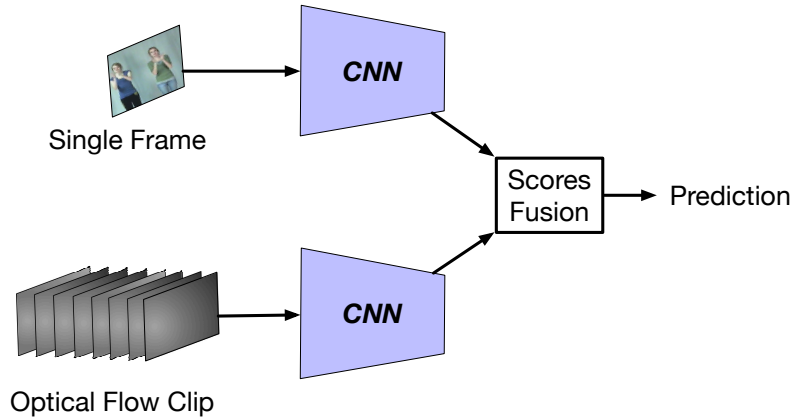 CNN
Single Frame
Scores
Fusion
Prediction
CNN
Optical Flow Clip